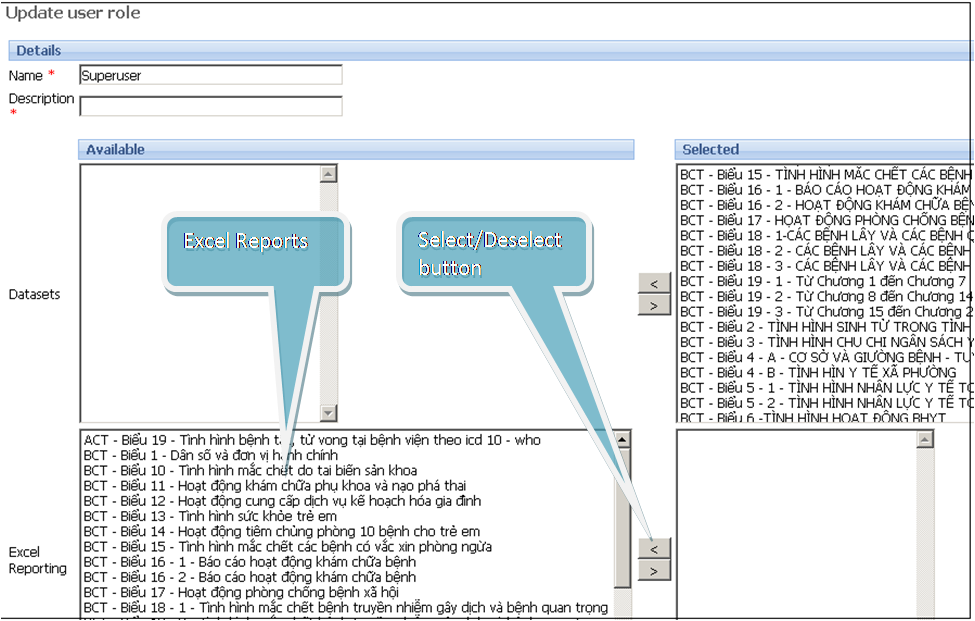 Update user role
Details
Name *
Superuser
Description
*
Available
Selected
Datasets
BCT - Biểu 15 - TÌNH HÌNH MẮC CHẾT CÁC BỆNH
BCT - Biểu 16 - 1 - BÁO CÁO HOẠT ĐỘNG KHÁM
BCT - Biểu 16 - 2 - HOẠT ĐỘNG KHÁM CHỮA BỆN
BCT - Biểu 17 - HOẠT ĐỘNG PHÒNG CHỐNG BỆN
BCT - Biểu 18 - 1-CÁC BỆNH LÂY VÀ CÁC BỆNH Q
BCT - Biểu 18 - 2 - CÁC BỆNH LÂY VÀ CÁC BỆNH
BCT - Biểu 18 - 3 - CÁC BỆNH LÂY VÀ CÁC BỆNH
BCT - Biểu 19 - 1 - Từ Chương 1 đến Chương 7
BCT - Biểu 19 - 2 - Từ Chương 8 đến Chương 14
BCT - Biểu 19 - 3 - Từ Chương 15 đến Chương 2
BCT - Biểu 2 - TÌNH HÌNH SINH TỬ TRONG TỈNH
BCT - Biểu 3 - TÌNH HÌNH THU CHI NGÂN SÁCH Y
BCT - Biểu 4 - A - CƠ SỞ VÀ GIƯỜNG BỆNH - TU
BCT - Biểu 4 - B - TÌNH HÌN Y TẾ XÃ PHƯỜNG
BCT - Biểu 5 - 1 - TÌNH HÌNH NHÂN LỰC Y TẾ TO
BCT - Biểu 5 - 2 - TÌNH HÌNH NHÂN LỰC Y TẾ TO
BCT - Biểu 6 -TÌNH HÌNH HOẠT ĐỘNG BHYT
Excel Reports
Select/Deselect
button
<
>
Excel
Reporting
ACT - Biểu 19 - Tình hình bệnh tử vong tại bệnh viện theo icd 10 - who
BCT - Biểu 1 - Dân số và đơn vị hành chính
BCT - Biểu 10 - Tình hình mắc chết do tai biến sản khoa
BCT - Biểu 11 - Hoạt động khám chữa phụ khoa và nạo phá thai
BCT - Biểu 12 - Hoạt động cung cấp dịch vụ kế hoạch hóa gia đình
BCT - Biểu 13 - Tình hình sức khỏe trẻ em
BCT - Biểu 14 - Hoạt động tiêm chủng phòng 10 bệnh cho trẻ em
BCT - Biểu 15 - Tình hình mắc chết các bệnh có vắc xin phòng ngừa
BCT - Biểu 16 - 1 - Báo cáo hoạt động khám chữa bệnh
BCT - Biểu 16 - 2 - Báo cáo hoạt động khám chữa bệnh
BCT - Biểu 17 - Hoạt động phòng chống bệnh xã hội
BCT - Biểu 18 - 1 - Tình hình mắc chết bệnh truyền nhiễm gây dịch và bệnh quan trọng
<
>